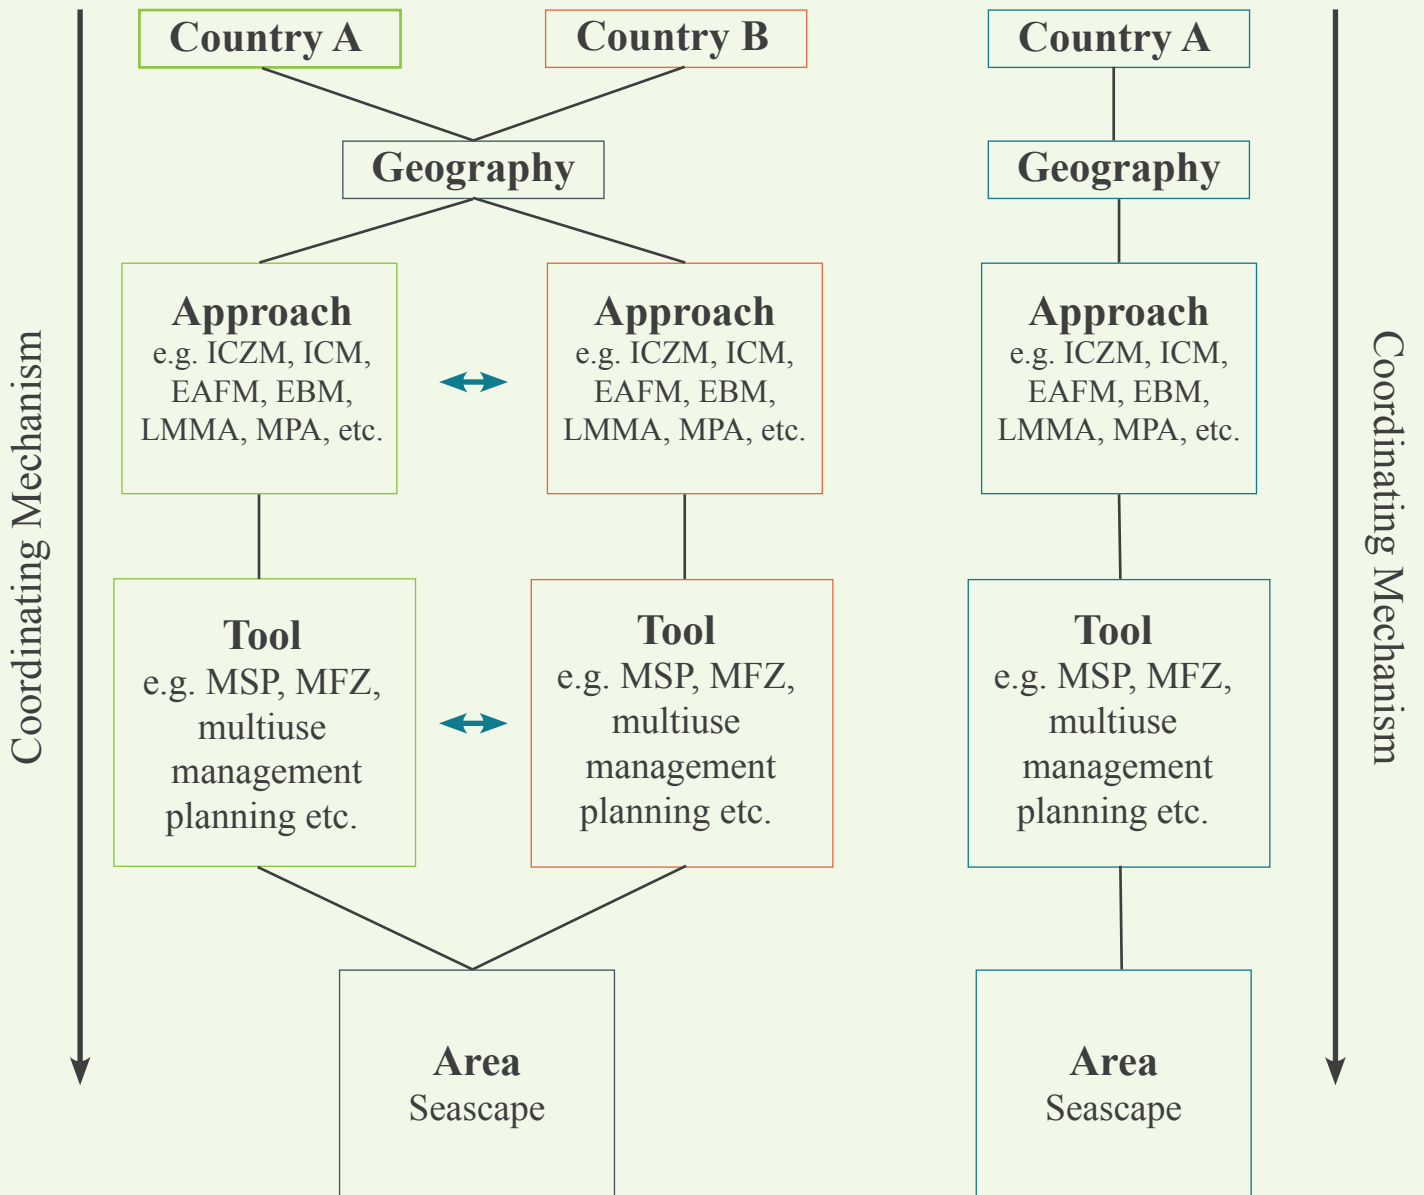 Coordinating Mechanism
Country A
Country B
Geography
Approach
e.g. ICZM, ICM,
EAFM, EBM,
LMMA, MPA, etc.
Approach
e.g. ICZM, ICM,
EAFM, EBM,
LMMA, MPA, etc.
Tool
e.g. MSP, MFZ,
multiuse
management
planning etc.
Tool
e.g. MSP, MFZ,
multiuse
management
planning etc.
Area
Seascape
Country A
Geography
Approach
e.g. ICZM, ICM,
EAFM, EBM,
LMMA, MPA, etc.
Tool
e.g. MSP, MFZ,
multiuse
management
planning etc.
Area
Seascape
Coordinating Mechanism